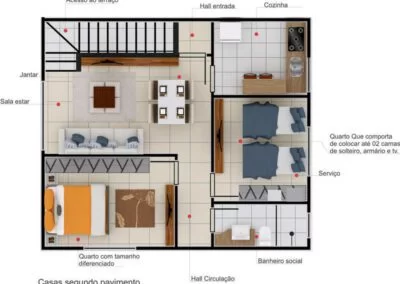 Acesso ao terraço
Hall entrada
Cozinha
Jantar
Sala estar
Quarto Que comporta
de colocar até 02 camas
de solteiro, armário e tv.
Serviço
Quarto com tamanho
diferenciado
Banheiro social
Hall Circulação
Casas segundo pavimento